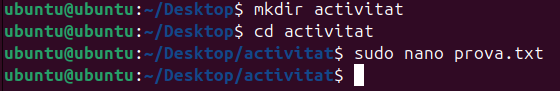 ubuntu@ubuntu:~/Desktop$ mkdir activitat
ubuntu@ubuntu:~/Desktop$ cd activitat
ubuntu@ubuntu:~/Desktop/activitat$ sudo nano prova.txt
ubuntu@ubuntu:~/Desktop/activitat$